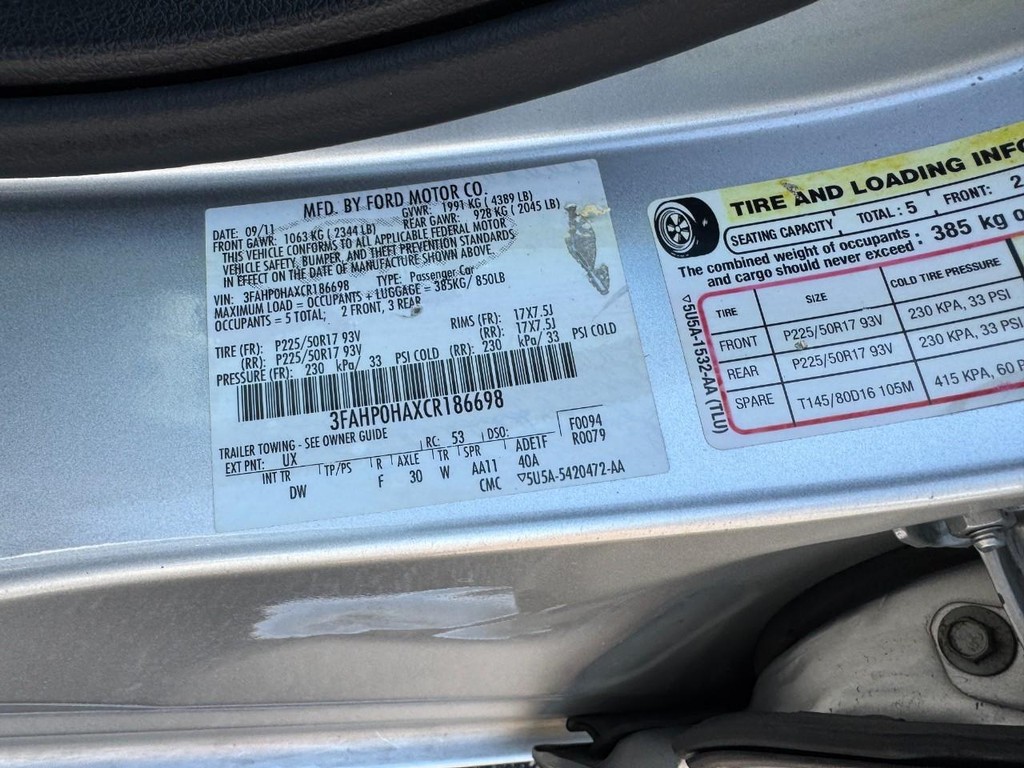 MFD. BY FORD MOTOR CO.
DATE: 09/11 GVWR: 1991 KG ( 4389 LB)
FRONT GAWR: 1063 KG ( 2344 LB) REAR GAWR: 928 KG ( 2045 LB)
THIS VEHICLE CONFORMS TO ALL APPLICABLE FEDERAL MOTOR
VEHICLE SAFETY, BUMPER, AND THEFT PREVENTION STANDARDS
IN EFFECT ON THE DATE OF MANUFACTURE SHOWN ABOVE.
VIN: 3FAHP0HAXCR186698 TYPE: Passenger Car
MAXIMUM LOAD = OCCUPANTS + LUGGAGE = 385KG/ 850LB
OCCUPANTS = 5 TOTAL; 2 FRONT, 3 REAR
TIRE (FR): P225/50R17 93V RIMS (FR): 17X7.5J
(RR): P225/50R17 93V (RR): 17X7.5J
PRESSURE (FR): 230 kPa/ 33 PSI COLD (RR): 230 kPa/ 33 PSI COLD
3FAHP0HAXCR186698
TRAILER TOWING - SEE OWNER GUIDE
F0094
EXT PNT: UX RC: 53 DSO: R0079
INT TR TP/PS R AXLE TR SPR ADE1F
DW F 30 W AA11 40A
CMC ▽5U5A-5420472-AA
TIRE AND LOADING INFO
SEATING CAPACITY TOTAL: 5 FRONT: 2
The combined weight of occupants
and cargo should never exceed : 385 kg o
TIRE SIZE COLD TIRE PRESSURE
FRONT P225/50R17 93V 230 KPA, 33 PSI
REAR P225/50R17 93V 230 KPA, 33 PSI
SPARE T145/80D16 105M 415 KPA, 60 P
▽5U5A-1532-AA (TLU)